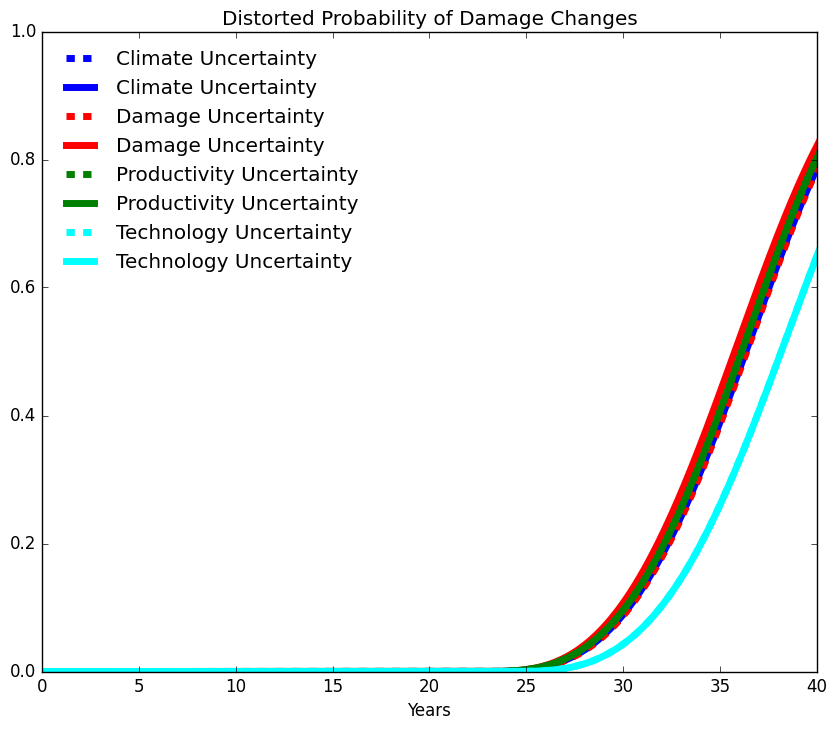 Distorted Probability of Damage Changes
1.0
0.8
0.6
0.4
0.2
0.0
Climate Uncertainty
Climate Uncertainty
Damage Uncertainty
Damage Uncertainty
Productivity Uncertainty
Productivity Uncertainty
Technology Uncertainty
Technology Uncertainty
0 5 10 15 20 25 30 35 40
Years